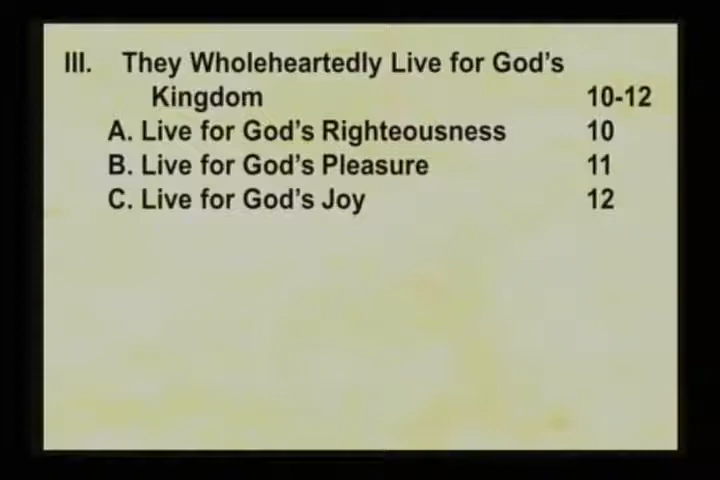 III. They Wholeheartedly Live for God's
Kingdom 10-12
A. Live for God's Righteousness 10
B. Live for God's Pleasure 11
C. Live for God's Joy 12